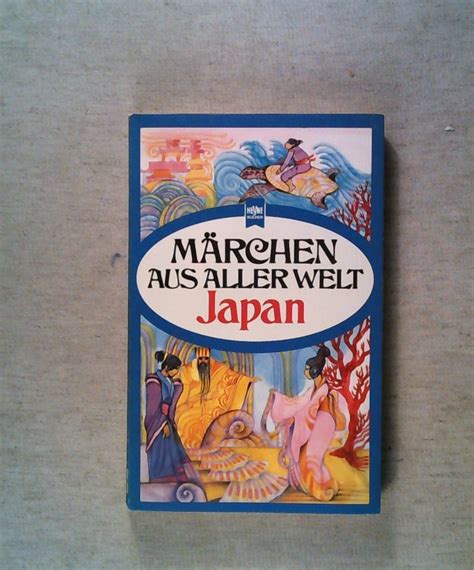 HEYNE
BÜCHER
MÄRCHEN
AUS ALLER WELT
Japan